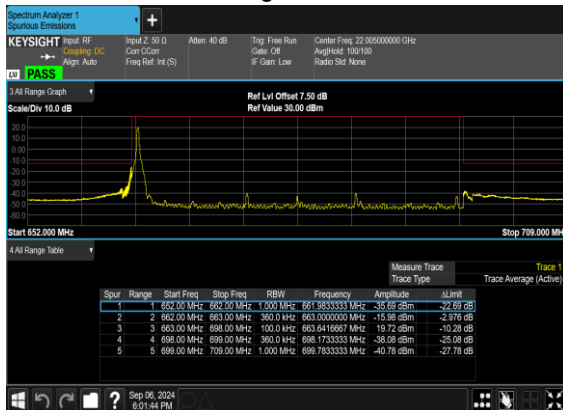 Spectrum Analyzer 1
Spurious Emissions
+
KEYSIGHT Input: RF Input Z: 50 Ω Atten: 40 dB Trig: Free Run Center Freq: 22.005000000 GHz
Coupling: DC Corr CCorr Gate: Off Avg|Hold: 100/100
Align: Auto Freq Ref: Int (S) IF Gain: Low Radio Std: None
LXI PASS
3 All Range Graph
Ref Lvl Offset 7.50 dB
Scale/Div 10.0 dB Ref Value 30.00 dBm
20.0
10.0
0.00
-10.0
-20.0
-30.0
-40.0
-50.0
-60.0
Start 652.000 MHz Stop 709.000 MH
4 All Range Table
Measure Trace Trace 1
Trace Type Trace Average (Active)
Spur Range Start Freq Stop Freq RBW Frequency Amplitude ΔLimit
1 1 652.00 MHz 662.00 MHz 1.000 MHz 661.9833333 MHz -35.69 dBm -22.69 dB
2 2 662.00 MHz 663.00 MHz 360.0 kHz 663.0000000 MHz -15.98 dBm -2.976 dB
3 3 663.00 MHz 698.00 MHz 100.0 kHz 663.6416667 MHz 19.72 dBm -10.28 dB
4 4 698.00 MHz 699.00 MHz 360.0 kHz 698.1733333 MHz -38.08 dBm -25.08 dB
5 5 699.00 MHz 709.00 MHz 1.000 MHz 699.7833333 MHz -40.78 dBm -27.78 dB
? Sep 06, 2024
6:01:44 PM